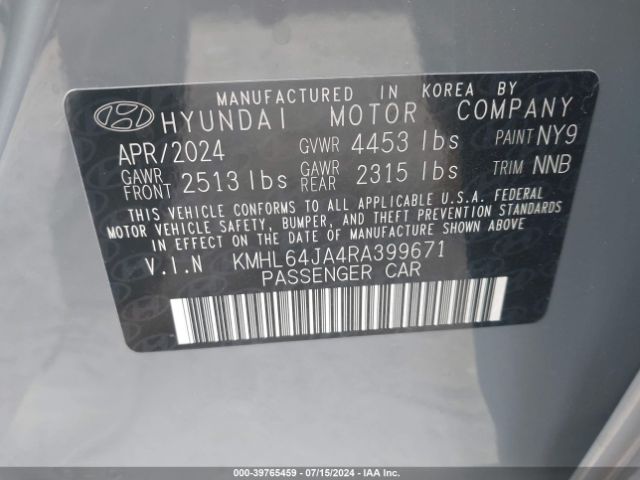 MANUFACTURED IN KOREA BY
HYUNDAI MOTOR COMPANY
APR/2024 GVWR 4453 lbs PAINT NY9
GAWR FRONT 2513 lbs GAWR REAR 2315 lbs TRIM NNB
THIS VEHICLE CONFORMS TO ALL APPLICABLE U.S.A. FEDERAL
MOTOR VEHICLE SAFETY, BUMPER, AND THEFT PREVENTION STANDARDS
IN EFFECT ON THE DATE OF MANUFACTURE SHOWN ABOVE.
V.I.N KMHL64JA4RA399671
PASSENGER CAR
000-39765459 - 07/15/2024 - IAAI.COM